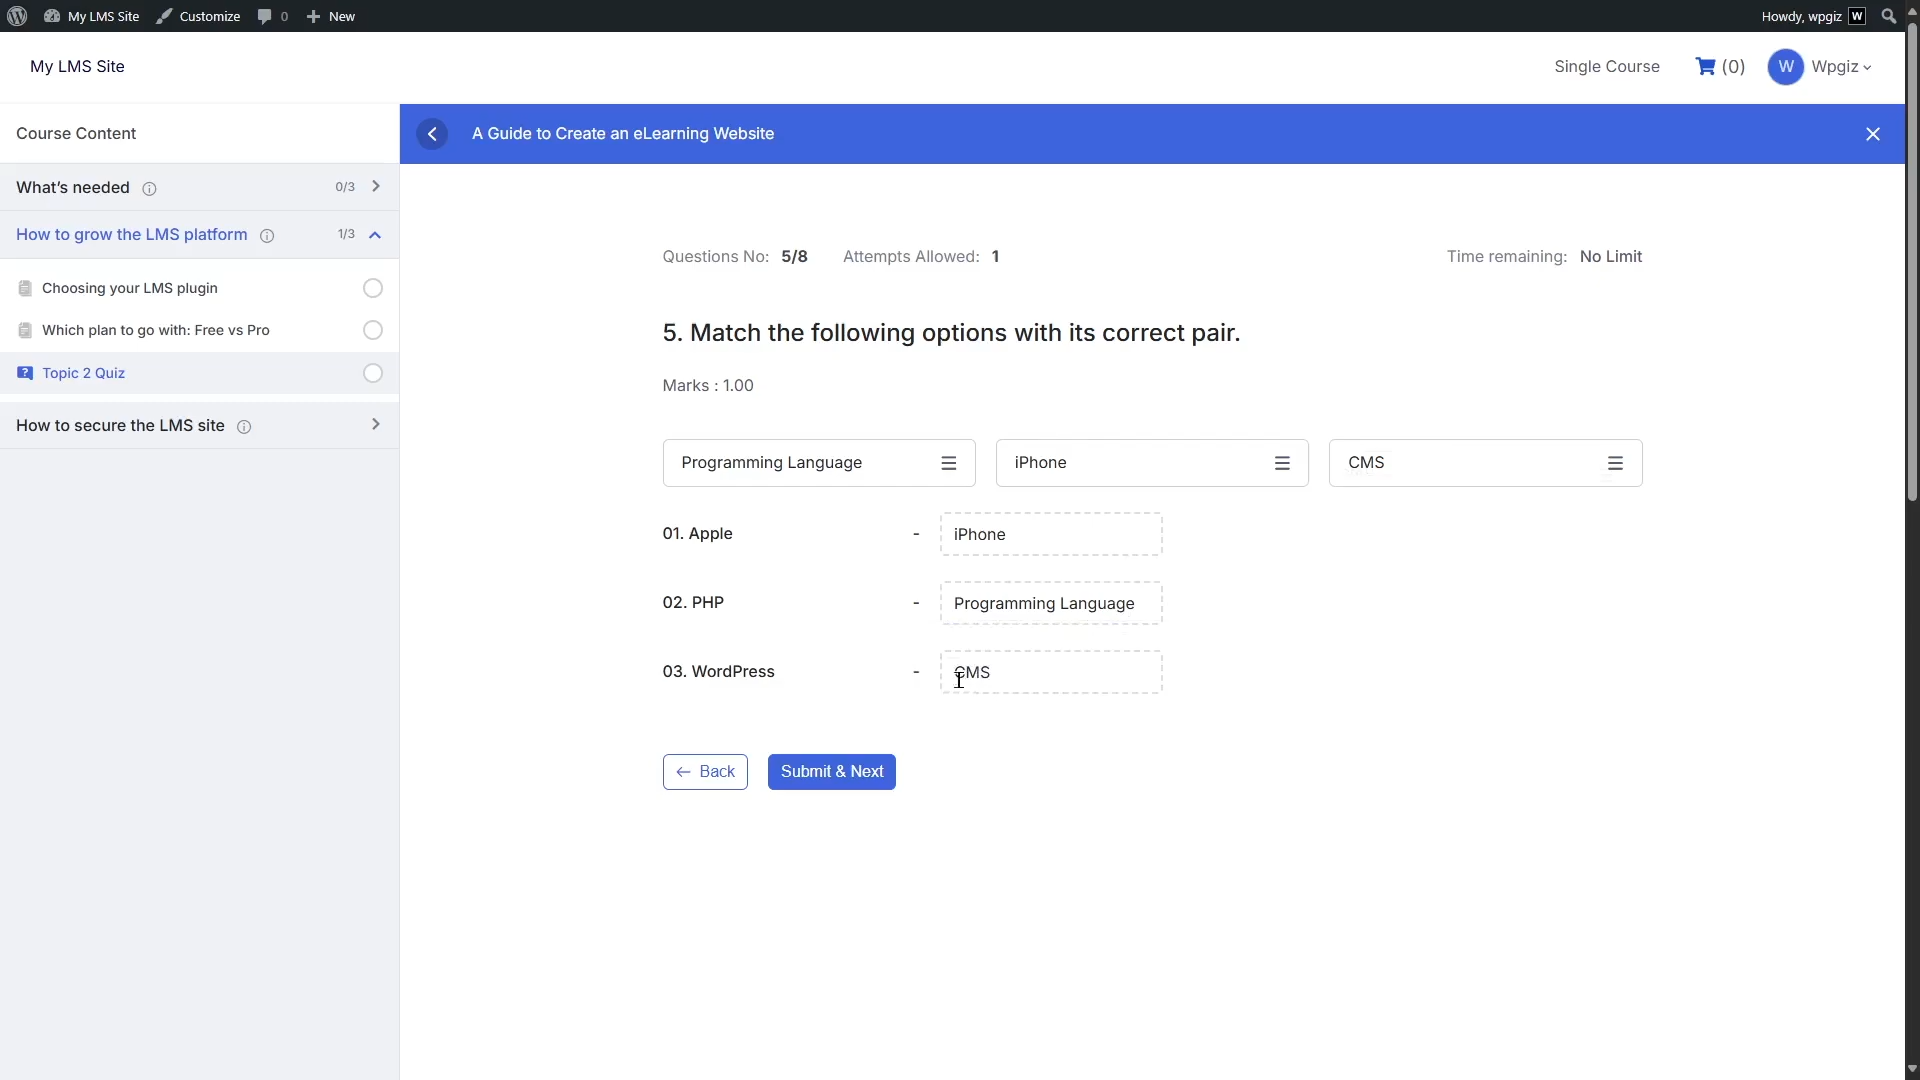 My LMS Site
Customize
0
New
Howdy, wpgiz
W
My LMS Site
Single Course
(0)
W
Wpgiz
Course Content
A Guide to Create an eLearning Website
What's needed
0/3
How to grow the LMS platform
1/3
Choosing your LMS plugin
Which plan to go with: Free vs Pro
Topic 2 Quiz
How to secure the LMS site
Questions No: 5/8
Attempts Allowed: 1
Time remaining: No Limit
5. Match the following options with its correct pair.
Marks : 1.00
Programming Language
iPhone
CMS
01. Apple - iPhone
02. PHP - Programming Language
03. WordPress - CMS
← Back
Submit & Next